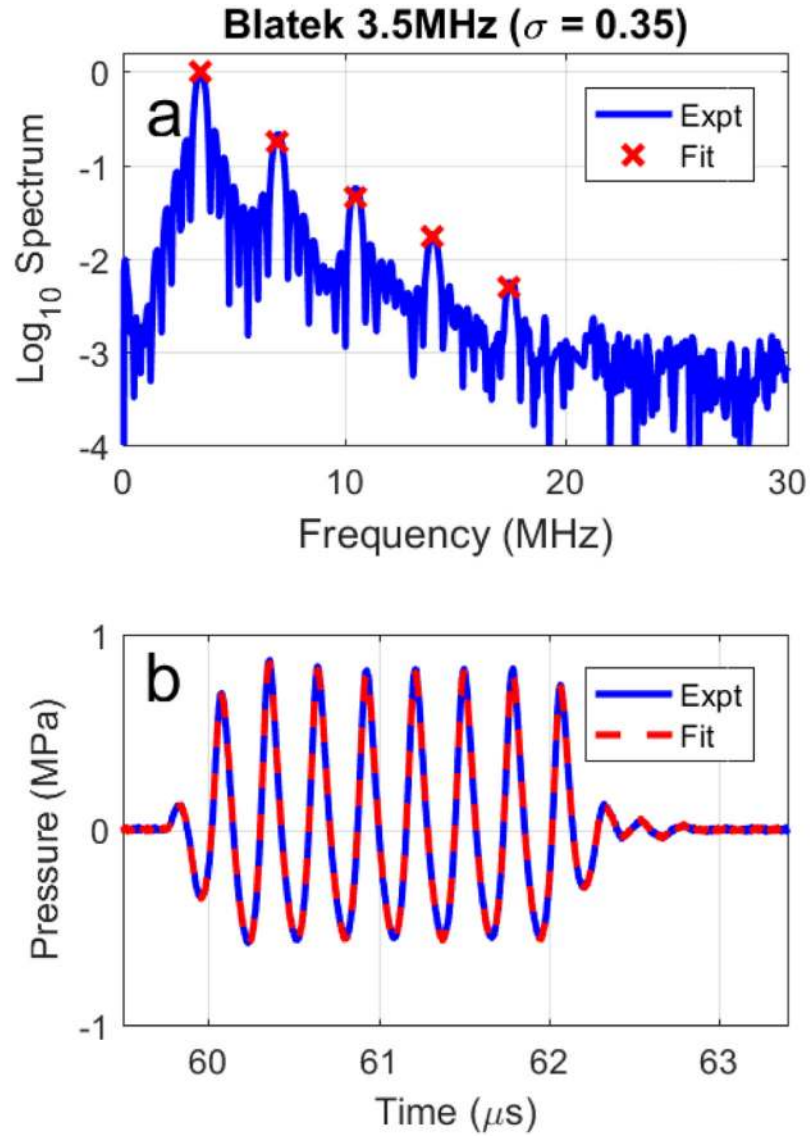 Blatek 3.5MHz (σ = 0.35)
a
Expt
Fit
0
-1
-2
-3
-4
Log10 Spectrum
0 10 20 30
Frequency (MHz)
b
Expt
Fit
1
0
-1
Pressure (MPa)
60 61 62 63
Time (μs)